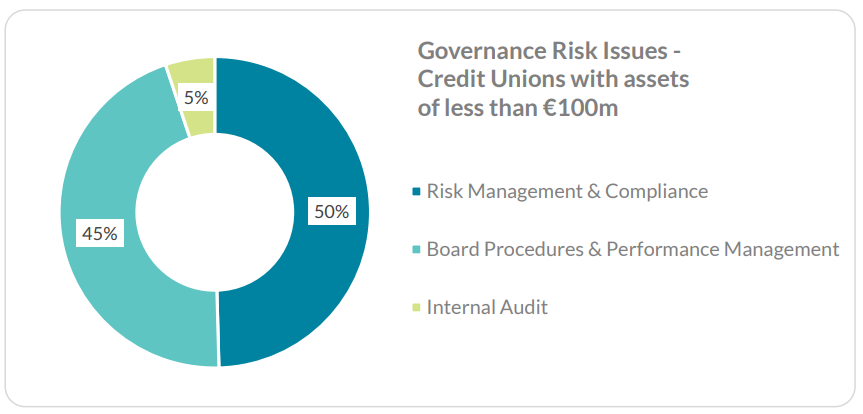 Governance Risk Issues -
Credit Unions with assets
of less than €100m
5%
50%
45%
Risk Management & Compliance
Board Procedures & Performance Management
Internal Audit